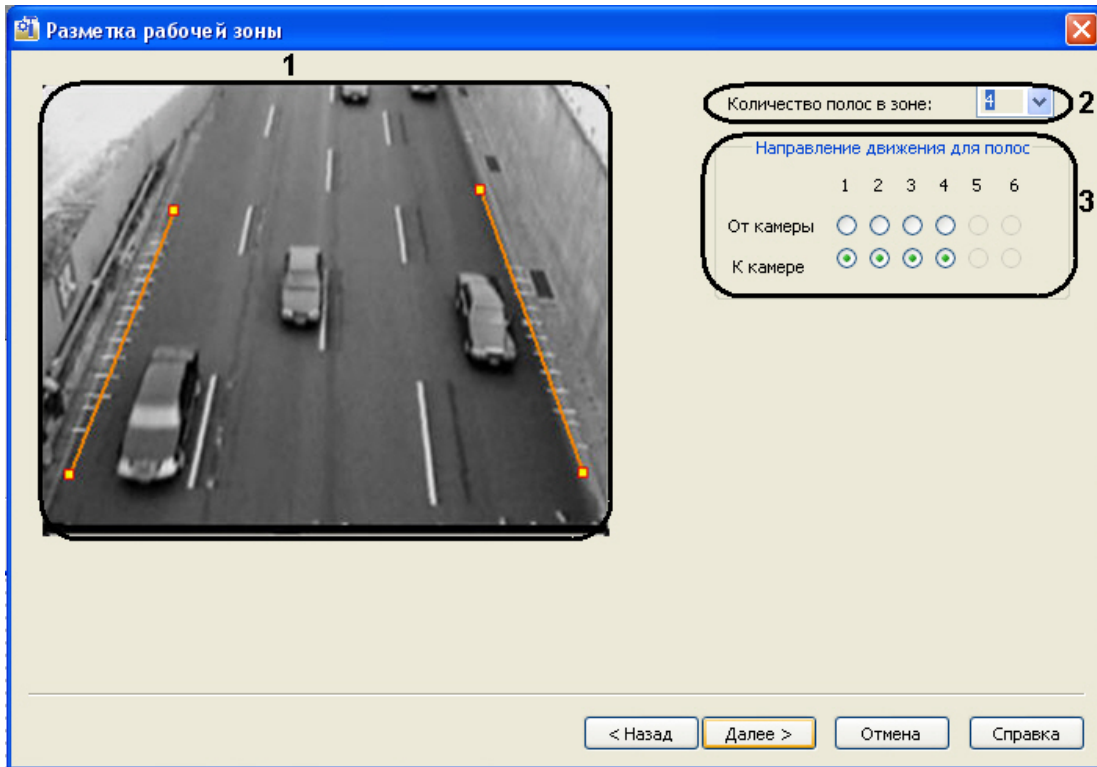 Разметка рабочей зоны
1
Количество полос в зоне: 4
2
Направление движения для полос
1 2 3 4 5 6
3
От камеры
К камере
< Назад Далее > Отмена Справка